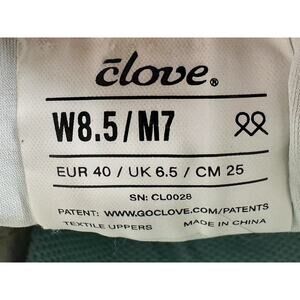 clove®
W8.5/M7
EUR 40 / UK 6.5 / CM 25
SN: CL0028
PATENT: WWW.GOCLOVE.COM/PATENTS
TEXTILE UPPERS MADE IN CHINA